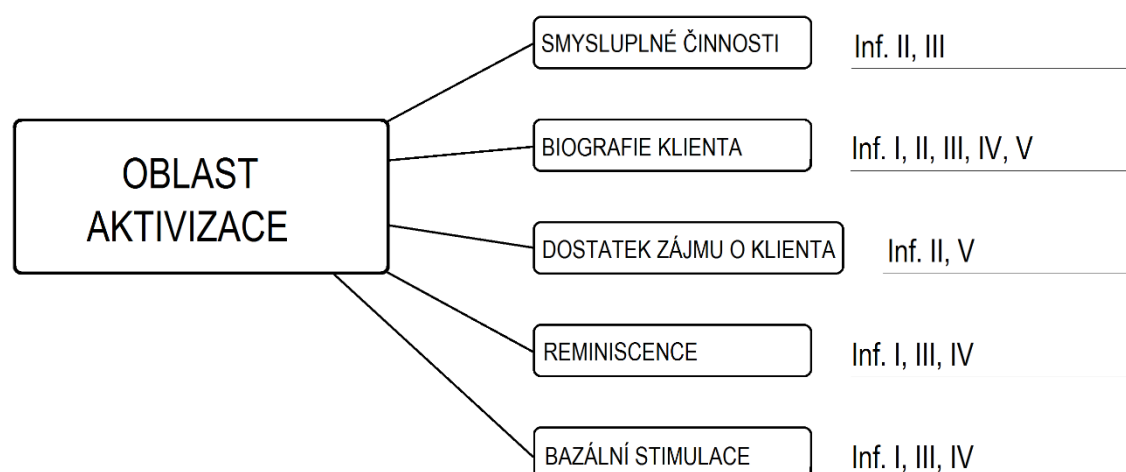 OBLAST
AKTIVIZACE
SMYSLUPLNÉ ČINNOSTI Inf. II, III
BIOGRAFIE KLIENTA Inf. I, II, III, IV, V
DOSTATEK ZÁJMU O KLIENTA Inf. II, V
REMINISCENCE Inf. I, III, IV
BAZÁLNÍ STIMULACE Inf. I, III, IV